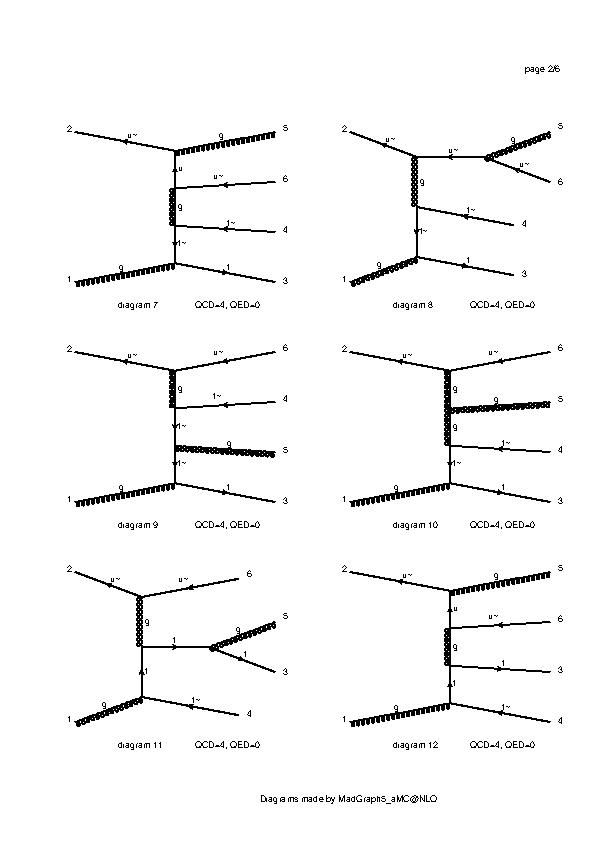 page 2/6
2 u~ g 5
u
u~ 6
g
1~ 4
1~
1 g 1 3
diagram 7 QCD=4, QED=0
2 u~ u~ g 5
g u~ 6
1~ 4
1~
1 g 1 3
diagram 8 QCD=4, QED=0
2 u~ u~ 6
g
1~ 4
1~
g 5
1~
1 g 1 3
diagram 9 QCD=4, QED=0
2 u~ u~ 6
g
g 5
g
1~ 4
1~
1 g 1 3
diagram 10 QCD=4, QED=0
2 u~ u~ 6
g g 5
1
1 3
1
1 g 1~ 4
diagram 11 QCD=4, QED=0
2 u~ g 5
u
u~ 6
g
1 3
1
1 g 1~ 4
diagram 12 QCD=4, QED=0
Diagrams made by MadGraph5_aMC@NLO